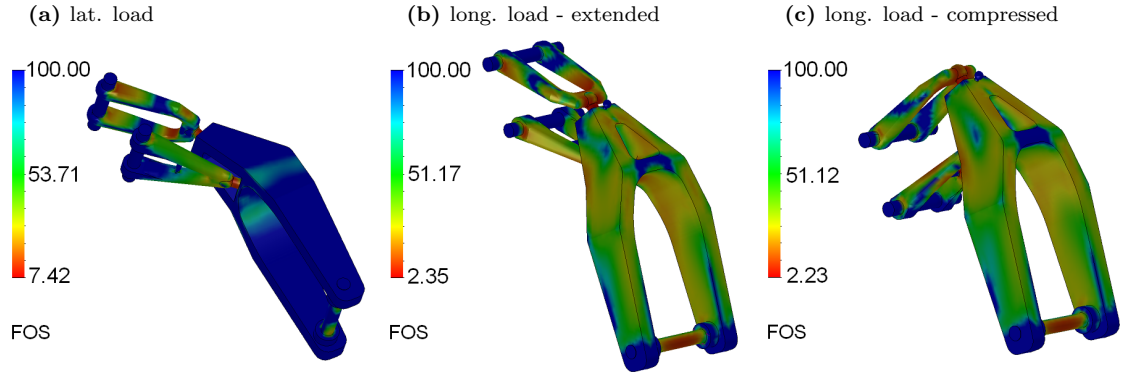 (a) lat. load
(b) long. load - extended
(c) long. load - compressed
100.00
53.71
7.42
FOS
100.00
51.17
2.35
FOS
100.00
51.12
2.23
FOS